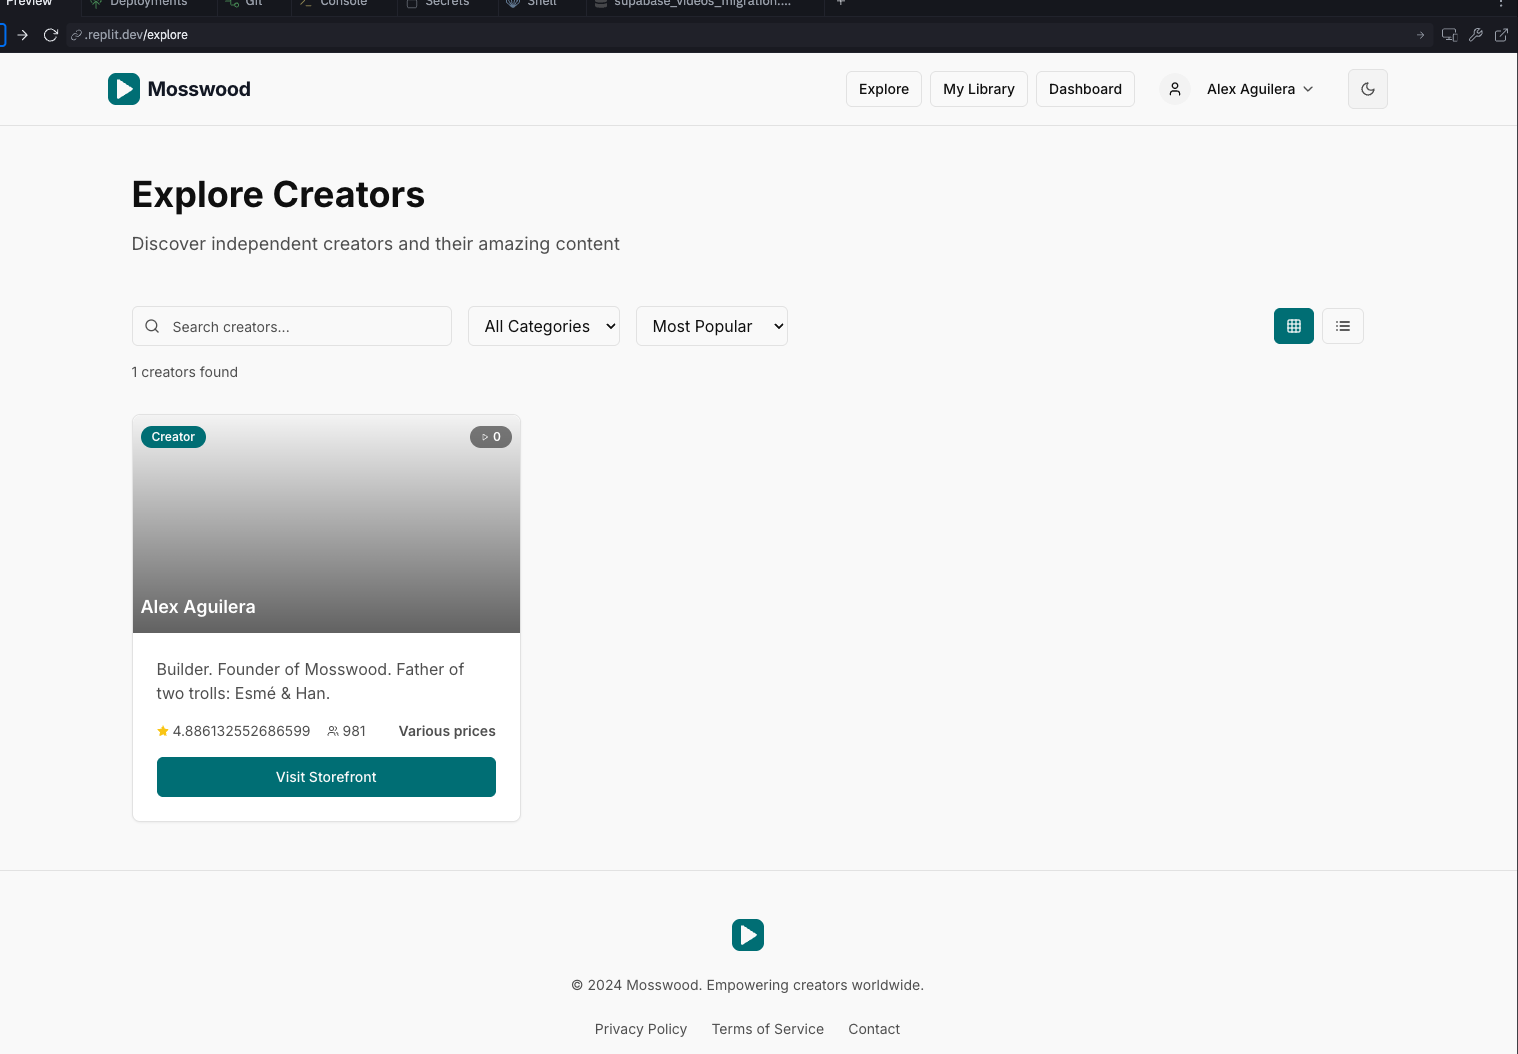 Preview
Deployments
Git
Console
Secrets
Shell
supabase_videos_migration....
.replit.dev/explore
Mosswood
Explore
My Library
Dashboard
Alex Aguilera
Explore Creators
Discover independent creators and their amazing content
Search creators...
All Categories
Most Popular
1 creators found
Creator
0
Alex Aguilera
Builder. Founder of Mosswood. Father of
two trolls: Esmé & Han.
4.886132552686599
981
Various prices
Visit Storefront
© 2024 Mosswood. Empowering creators worldwide.
Privacy Policy
Terms of Service
Contact